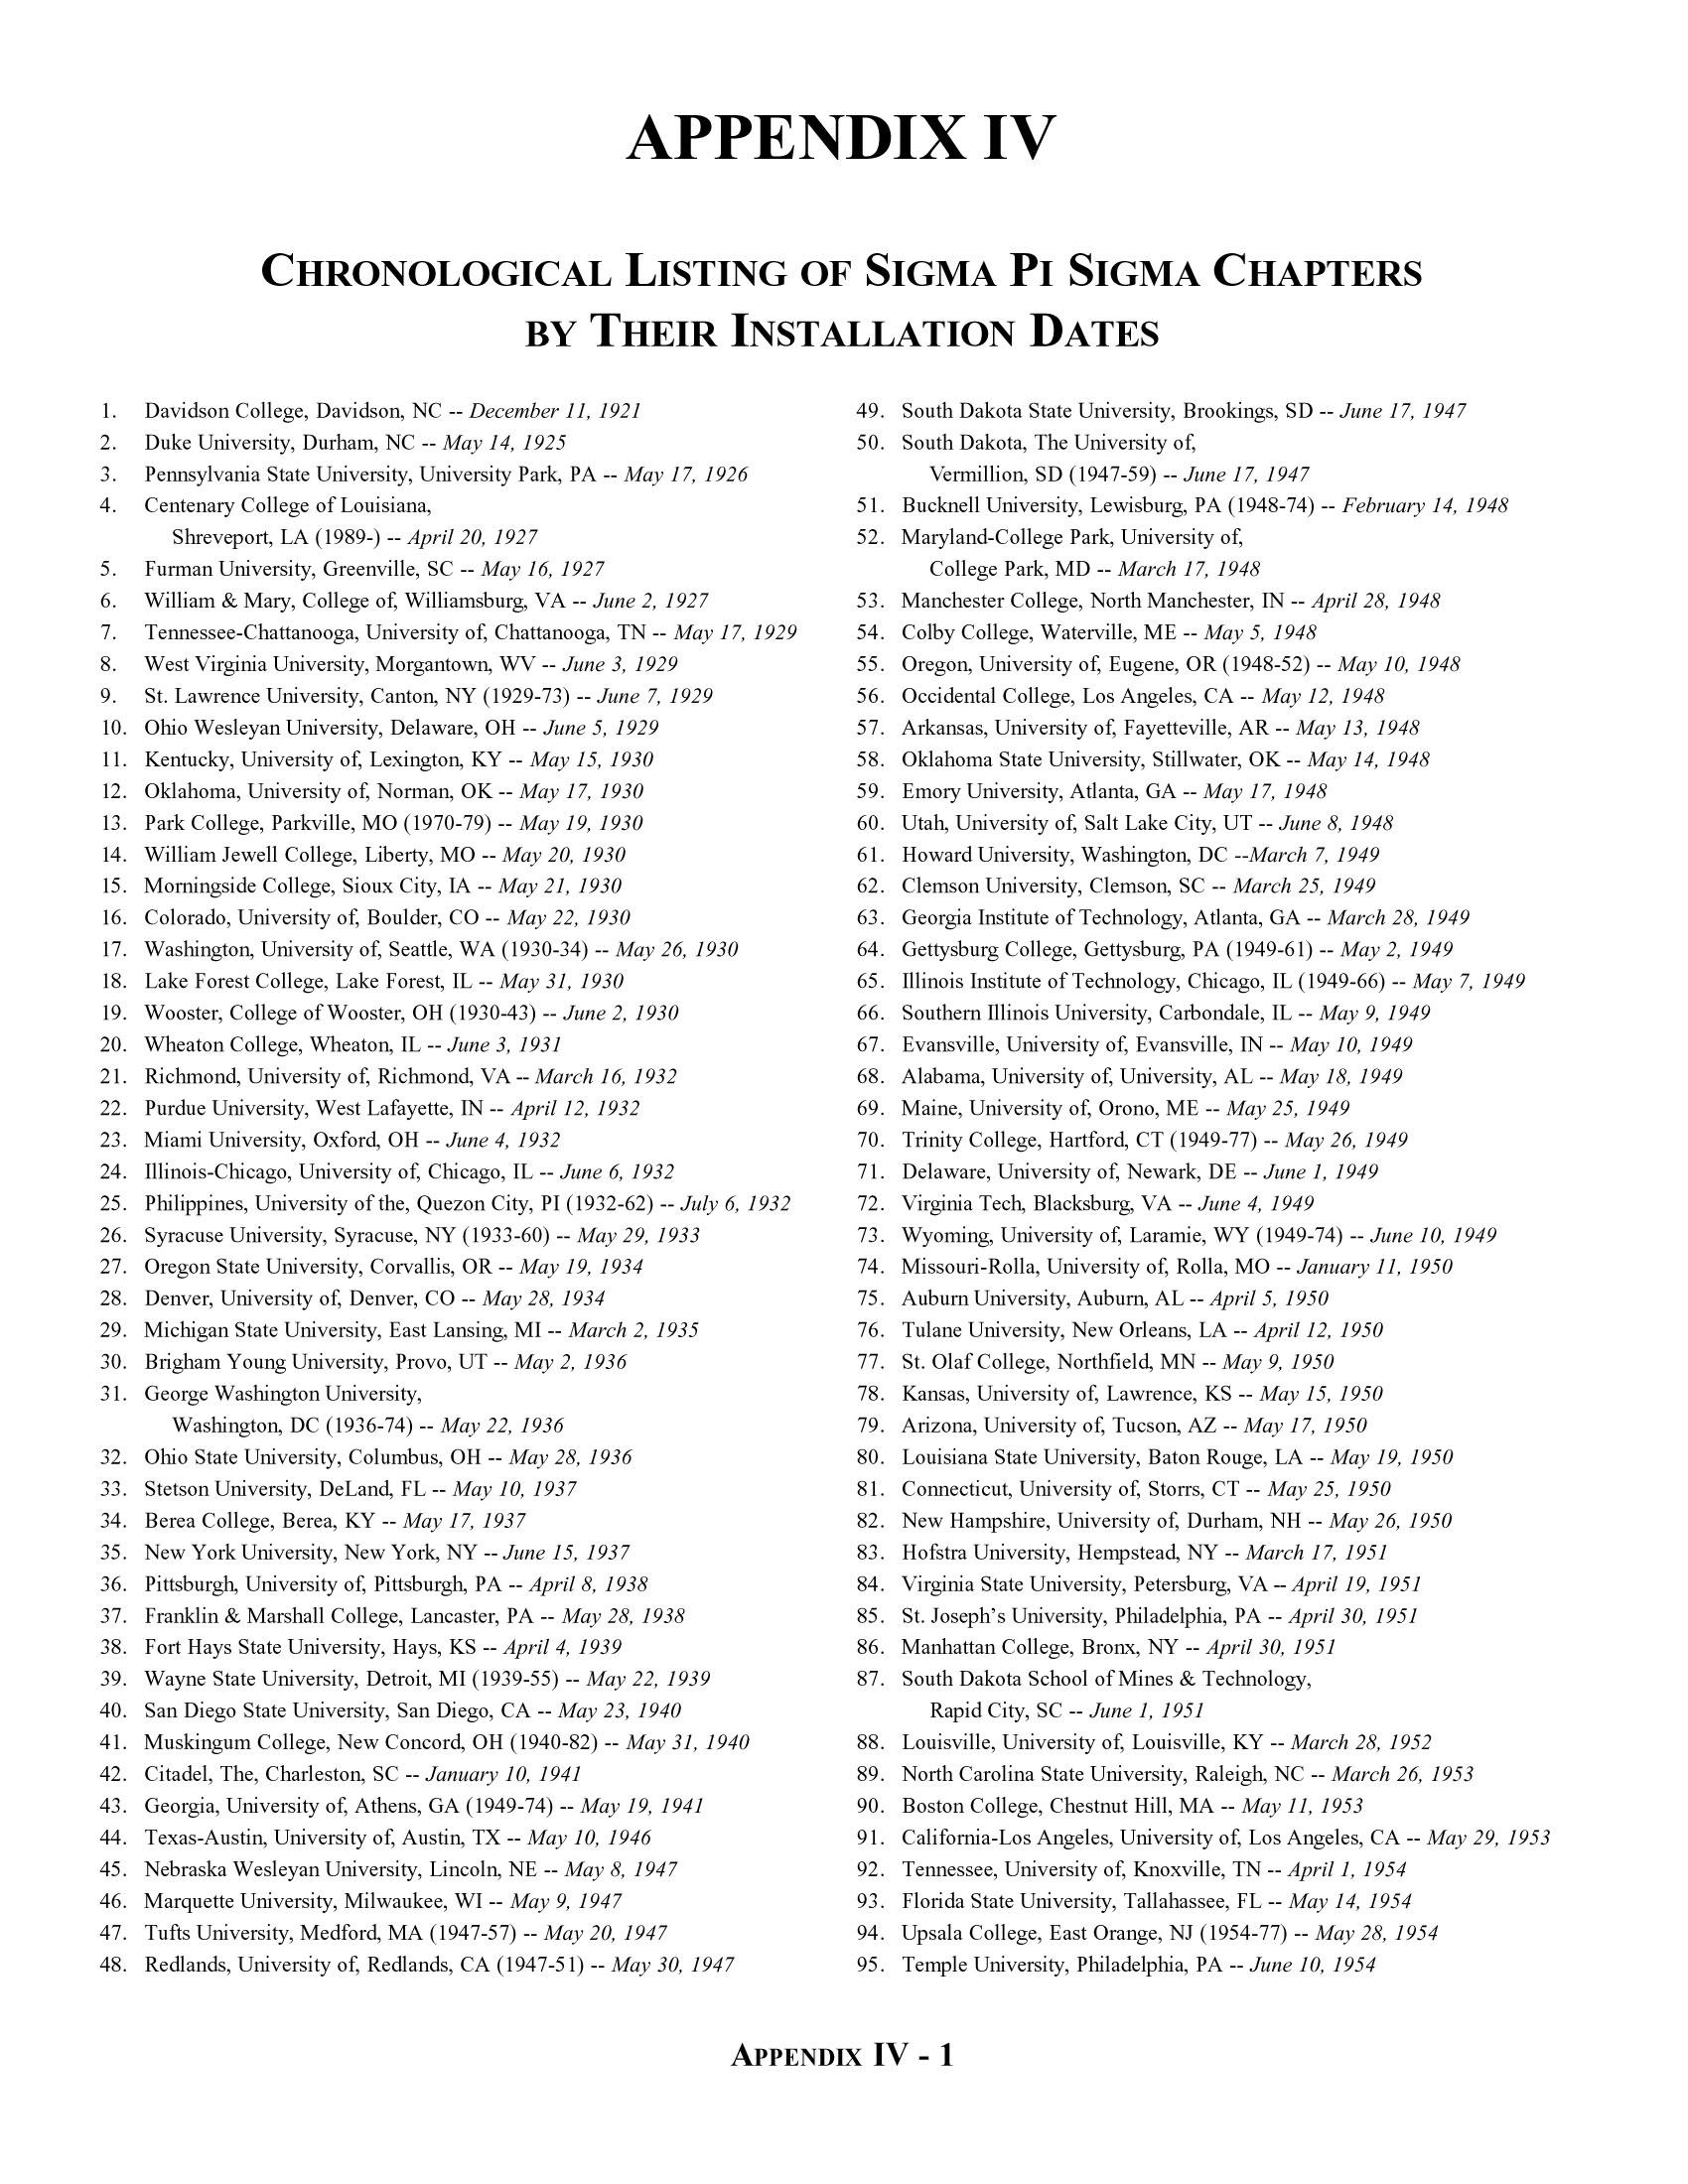 APPENDIX IV
Chronological Listing of Sigma Pi Sigma Chapters
by Their Installation Dates
1. Davidson College, Davidson, NC -- December 11, 1921
2. Duke University, Durham, NC -- May 14, 1925
3. Pennsylvania State University, University Park, PA -- May 17, 1926
4. Centenary College of Louisiana,
Shreveport, LA (1989-) -- April 20, 1927
5. Furman University, Greenville, SC -- May 16, 1927
6. William & Mary, College of, Williamsburg, VA -- June 2, 1927
7. Tennessee-Chattanooga, University of, Chattanooga, TN -- May 17, 1929
8. West Virginia University, Morgantown, WV -- June 3, 1929
9. St. Lawrence University, Canton, NY (1929-73) -- June 7, 1929
10. Ohio Wesleyan University, Delaware, OH -- June 5, 1929
11. Kentucky, University of, Lexington, KY -- May 15, 1930
12. Oklahoma, University of, Norman, OK -- May 17, 1930
13. Park College, Parkville, MO (1970-79) -- May 19, 1930
14. William Jewell College, Liberty, MO -- May 20, 1930
15. Morningside College, Sioux City, IA -- May 21, 1930
16. Colorado, University of, Boulder, CO -- May 22, 1930
17. Washington, University of, Seattle, WA (1930-34) -- May 26, 1930
18. Lake Forest College, Lake Forest, IL -- May 31, 1930
19. Wooster, College of Wooster, OH (1930-43) -- June 2, 1930
20. Wheaton College, Wheaton, IL -- June 3, 1931
21. Richmond, University of, Richmond, VA -- March 16, 1932
22. Purdue University, West Lafayette, IN -- April 12, 1932
23. Miami University, Oxford, OH -- June 4, 1932
24. Illinois-Chicago, University of, Chicago, IL -- June 6, 1932
25. Philippines, University of the, Quezon City, PI (1932-62) -- July 6, 1932
26. Syracuse University, Syracuse, NY (1933-60) -- May 29, 1933
27. Oregon State University, Corvallis, OR -- May 19, 1934
28. Denver, University of, Denver, CO -- May 28, 1934
29. Michigan State University, East Lansing, MI -- March 2, 1935
30. Brigham Young University, Provo, UT -- May 2, 1936
31. George Washington University,
Washington, DC (1936-74) -- May 22, 1936
32. Ohio State University, Columbus, OH -- May 28, 1936
33. Stetson University, DeLand, FL -- May 10, 1937
34. Berea College, Berea, KY -- May 17, 1937
35. New York University, New York, NY -- June 15, 1937
36. Pittsburgh, University of, Pittsburgh, PA -- April 8, 1938
37. Franklin & Marshall College, Lancaster, PA -- May 28, 1938
38. Fort Hays State University, Hays, KS -- April 4, 1939
39. Wayne State University, Detroit, MI (1939-55) -- May 22, 1939
40. San Diego State University, San Diego, CA -- May 23, 1940
41. Muskingum College, New Concord, OH (1940-82) -- May 31, 1940
42. Citadel, The, Charleston, SC -- January 10, 1941
43. Georgia, University of, Athens, GA (1949-74) -- May 19, 1941
44. Texas-Austin, University of, Austin, TX -- May 10, 1946
45. Nebraska Wesleyan University, Lincoln, NE -- May 8, 1947
46. Marquette University, Milwaukee, WI -- May 9, 1947
47. Tufts University, Medford, MA (1947-57) -- May 20, 1947
48. Redlands, University of, Redlands, CA (1947-51) -- May 30, 1947
49. South Dakota State University, Brookings, SD -- June 17, 1947
50. South Dakota, The University of,
Vermillion, SD (1947-59) -- June 17, 1947
51. Bucknell University, Lewisburg, PA (1948-74) -- February 14, 1948
52. Maryland-College Park, University of,
College Park, MD -- March 17, 1948
53. Manchester College, North Manchester, IN -- April 28, 1948
54. Colby College, Waterville, ME -- May 5, 1948
55. Oregon, University of, Eugene, OR (1948-52) -- May 10, 1948
56. Occidental College, Los Angeles, CA -- May 12, 1948
57. Arkansas, University of, Fayetteville, AR -- May 13, 1948
58. Oklahoma State University, Stillwater, OK -- May 14, 1948
59. Emory University, Atlanta, GA -- May 17, 1948
60. Utah, University of, Salt Lake City, UT -- June 8, 1948
61. Howard University, Washington, DC --March 7, 1949
62. Clemson University, Clemson, SC -- March 25, 1949
63. Georgia Institute of Technology, Atlanta, GA -- March 28, 1949
64. Gettysburg College, Gettysburg, PA (1949-61) -- May 2, 1949
65. Illinois Institute of Technology, Chicago, IL (1949-66) -- May 7, 1949
66. Southern Illinois University, Carbondale, IL -- May 9, 1949
67. Evansville, University of, Evansville, IN -- May 10, 1949
68. Alabama, University of, University, AL -- May 18, 1949
69. Maine, University of, Orono, ME -- May 25, 1949
70. Trinity College, Hartford, CT (1949-77) -- May 26, 1949
71. Delaware, University of, Newark, DE -- June 1, 1949
72. Virginia Tech, Blacksburg, VA -- June 4, 1949
73. Wyoming, University of, Laramie, WY (1949-74) -- June 10, 1949
74. Missouri-Rolla, University of, Rolla, MO -- January 11, 1950
75. Auburn University, Auburn, AL -- April 5, 1950
76. Tulane University, New Orleans, LA -- April 12, 1950
77. St. Olaf College, Northfield, MN -- May 9, 1950
78. Kansas, University of, Lawrence, KS -- May 15, 1950
79. Arizona, University of, Tucson, AZ -- May 17, 1950
80. Louisiana State University, Baton Rouge, LA -- May 19, 1950
81. Connecticut, University of, Storrs, CT -- May 25, 1950
82. New Hampshire, University of, Durham, NH -- May 26, 1950
83. Hofstra University, Hempstead, NY -- March 17, 1951
84. Virginia State University, Petersburg, VA -- April 19, 1951
85. St. Joseph’s University, Philadelphia, PA -- April 30, 1951
86. Manhattan College, Bronx, NY -- April 30, 1951
87. South Dakota School of Mines & Technology,
Rapid City, SC -- June 1, 1951
88. Louisville, University of, Louisville, KY -- March 28, 1952
89. North Carolina State University, Raleigh, NC -- March 26, 1953
90. Boston College, Chestnut Hill, MA -- May 11, 1953
91. California-Los Angeles, University of, Los Angeles, CA -- May 29, 1953
92. Tennessee, University of, Knoxville, TN -- April 1, 1954
93. Florida State University, Tallahassee, FL -- May 14, 1954
94. Upsala College, East Orange, NJ (1954-77) -- May 28, 1954
95. Temple University, Philadelphia, PA -- June 10, 1954
Appendix IV - 1